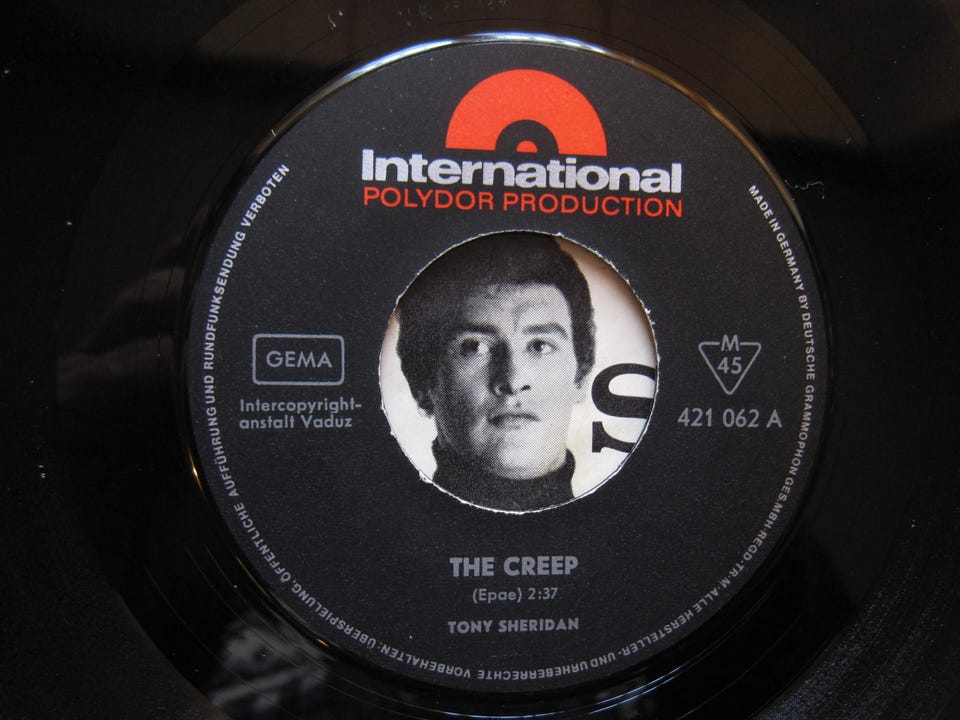 International
POLYDOR PRODUCTION
GEMA
Intercopyright-
anstalt Vaduz
M
45
421 062 A
S
THE CREEP
(Epae) 2:37
TONY SHERIDAN
MADE IN GERMANY BY DEUTSCHE GRAMMOPHON GES·MBH·REGD·TR·M·ALLE HERSTELLER- UND URHEBERRECHTE VORBEHALTEN: ÜBERSPIELUNG, ÖFFENTLICHE AUFFÜHRUNG UND RUNDFUNKSENDUNG VERBOTEN